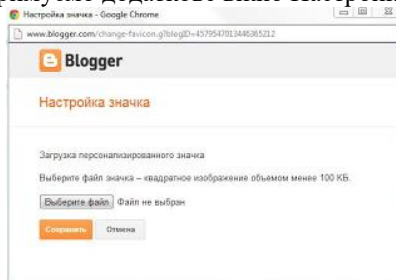 Настройка значка - Google Chrome
www.blogger.com/change-favicon.g?blogID=4579547013446365212
Blogger
Настройка значка
Загрузка персонализированного значка
Выберите файл значка – квадратное изображение объемом менее 100 КБ.
Выберите файл Файл не выбран
Сохранить Отмена